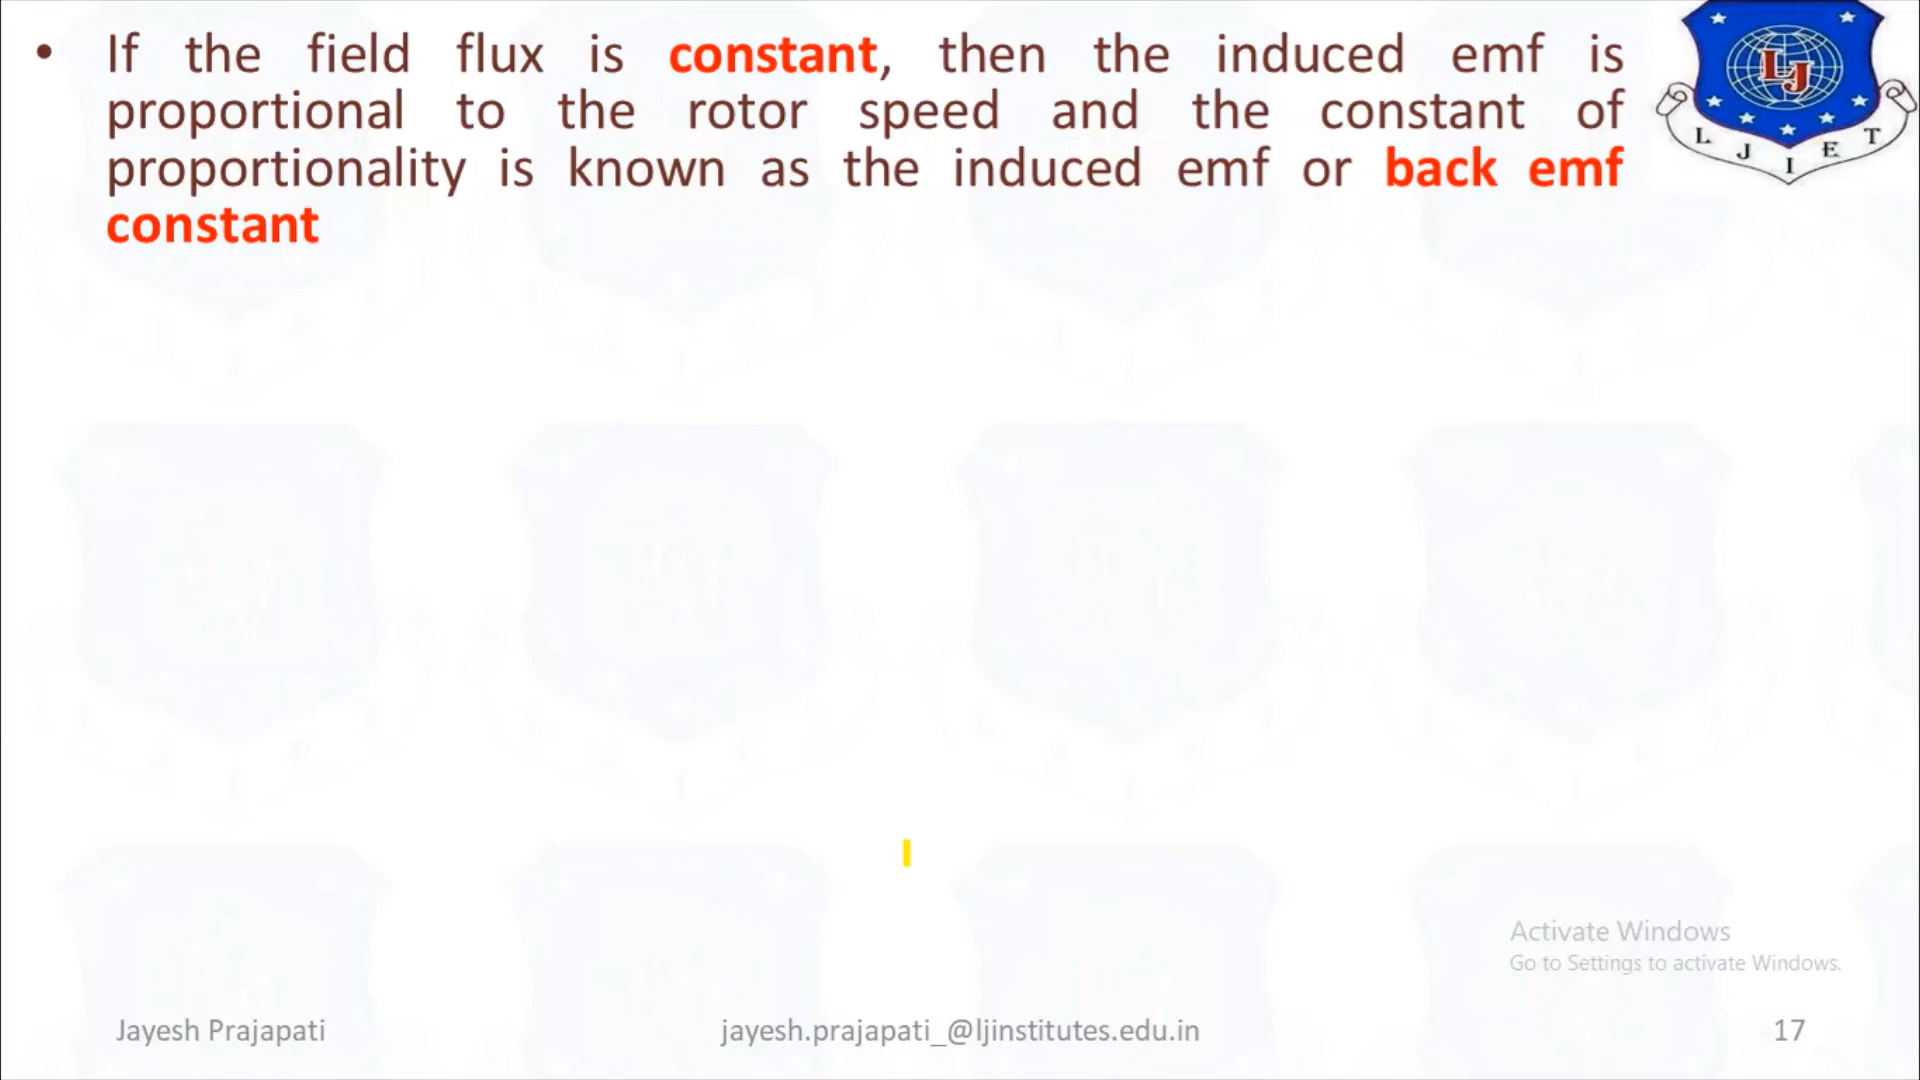 • If the field flux is constant, then the induced emf is
proportional to the rotor speed and the constant of
proportionality is known as the induced emf or back emf
constant
LJ
L J I E T
Activate Windows
Go to Settings to activate Windows.
Jayesh Prajapati
jayesh.prajapati_@ljinstitutes.edu.in
17